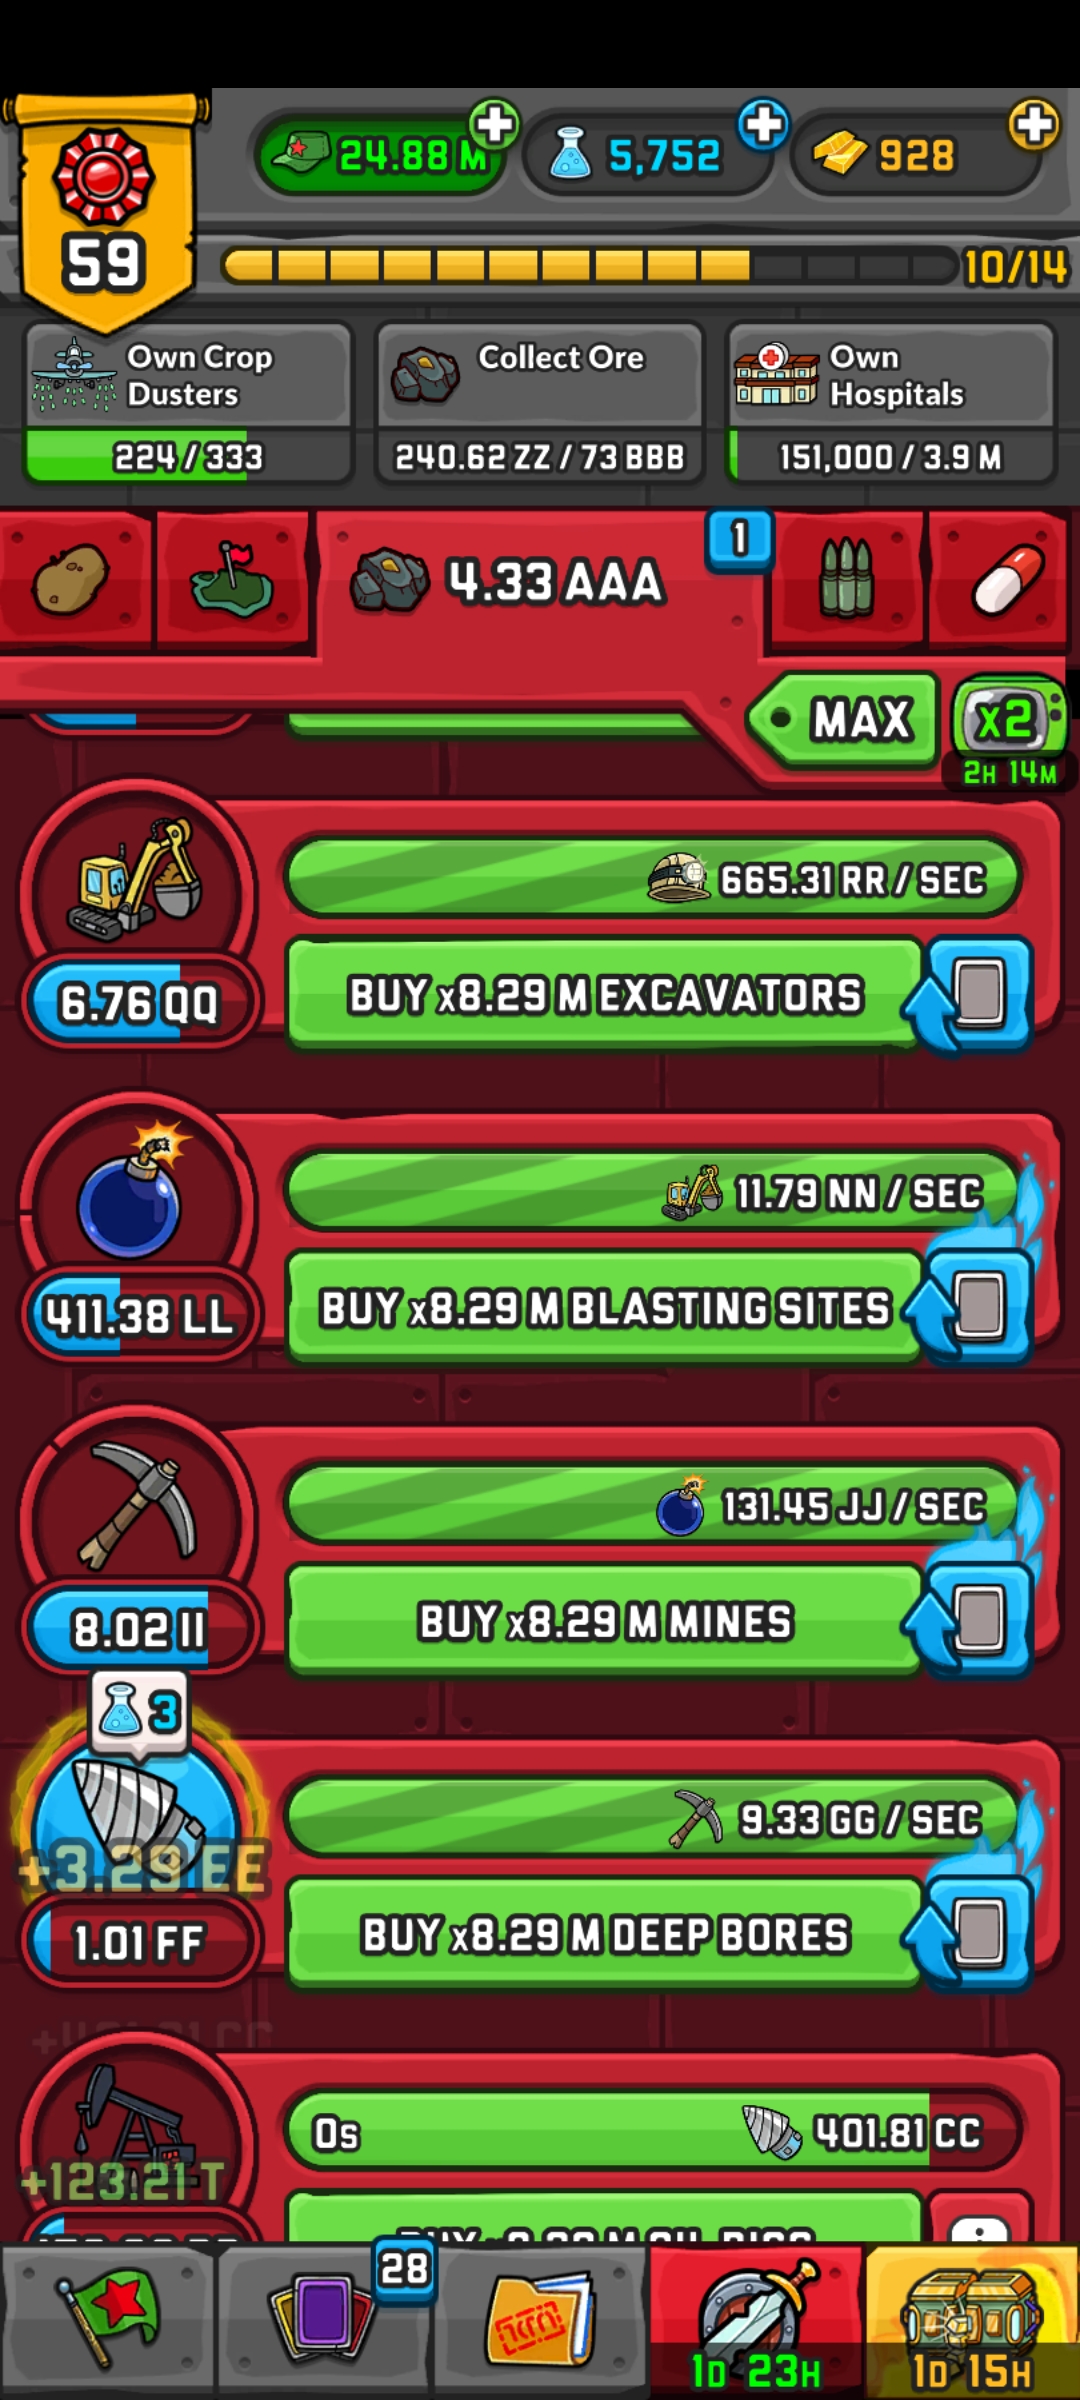 24.88 M
5,752
928
59
10/14
Own Crop
Dusters
224 / 333
Collect Ore
240.62 ZZ / 73 BBB
Own
Hospitals
151,000 / 3.9 M
4.33 AAA
1
MAX
x2
2H 14M
665.31 RR / SEC
6.76 QQ
BUY x8.29 M EXCAVATORS
11.79 NN / SEC
411.38 LL
BUY x8.29 M BLASTING SITES
131.45 JJ / SEC
8.02 II
BUY x8.29 M MINES
3
9.33 GG / SEC
+3.29 EE
1.01 FF
BUY x8.29 M DEEP BORES
0s
401.81 CC
+123.21 T
28
1D 23H
1D 15H